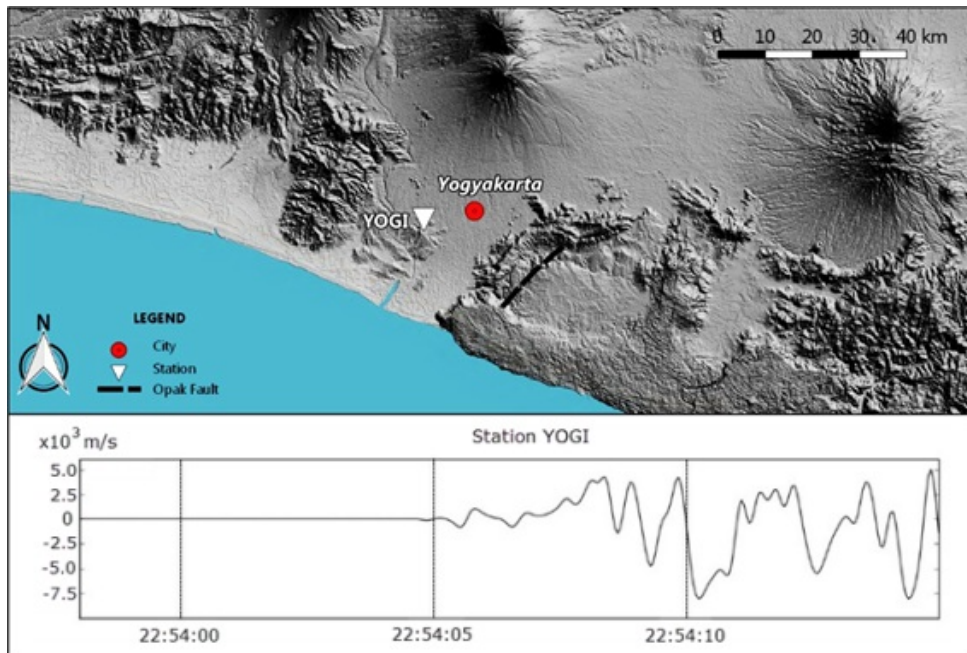 0 10 20 30 40 km
Yogyakarta
YOGI
N
LEGEND
City
Station
Opak Fault
x10³ m/s
Station YOGI
5.0
2.5
0
-2.5
-5.0
-7.5
22:54:00 22:54:05 22:54:10